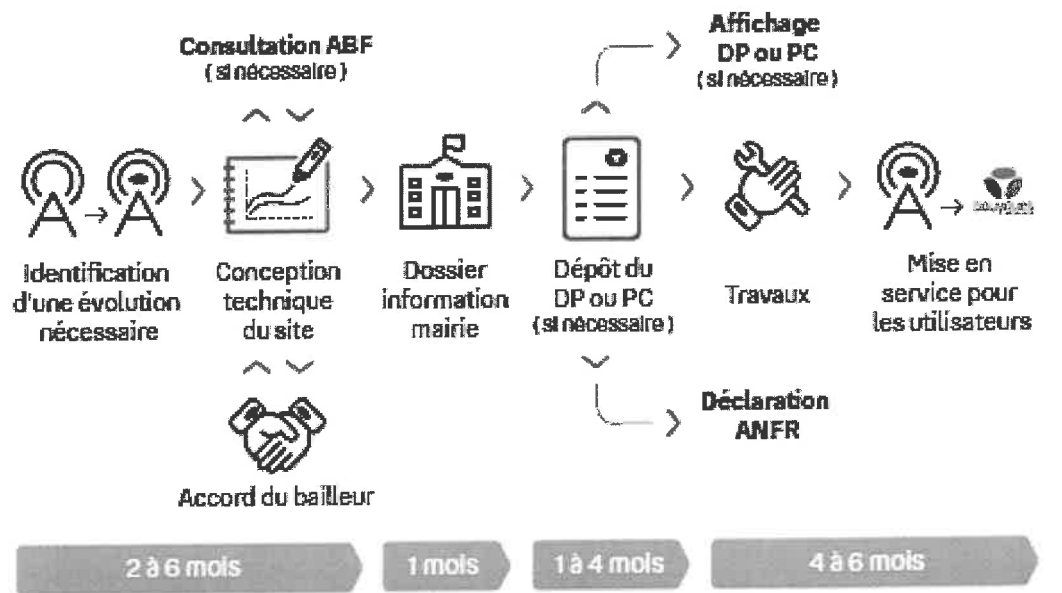 Consultation ABF
( si nécessaire )
Affichage
DP ou PC
( si nécessaire )
Identification
d'une évolution
nécessaire
Conception
technique
du site
Dossier
information
mairie
Dépôt du
DP ou PC
( si nécessaire )
Travaux
Mise en
service pour
les utilisateurs
Accord du bailleur
Déclaration
ANFR
2 à 6 mois
1 mois
1 à 4 mois
4 à 6 mois